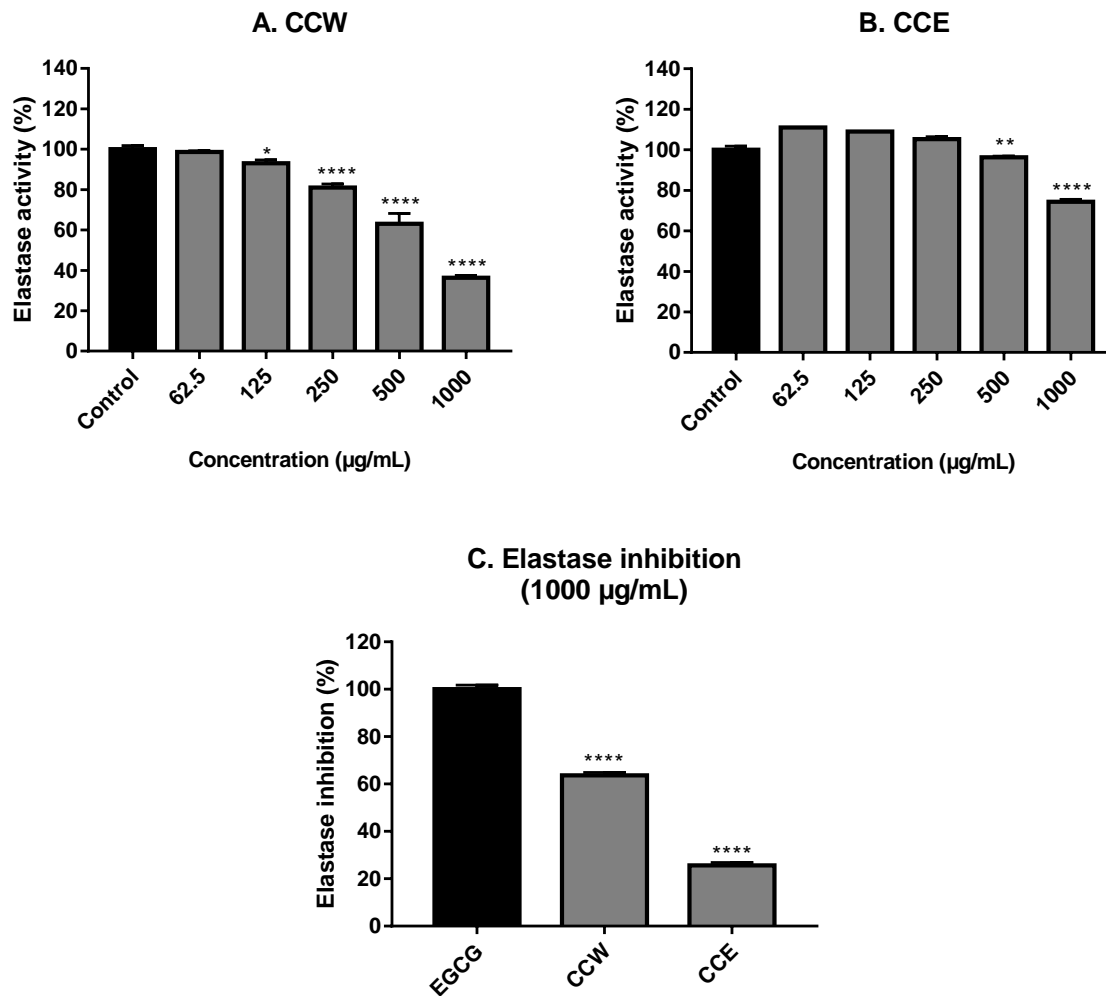 A. CCW
Elastase activity (%)
140
120
100
80
60
40
20
0
*
****
****
****
Control
62.5
125
250
500
1000
Concentration (µg/mL)
B. CCE
Elastase activity (%)
140
120
100
80
60
40
20
0
**
****
Control
62.5
125
250
500
1000
Concentration (µg/mL)
C. Elastase inhibition
(1000 µg/mL)
Elastase inhibition (%)
120
100
80
60
40
20
0
****
****
EGCG
CCW
CCE